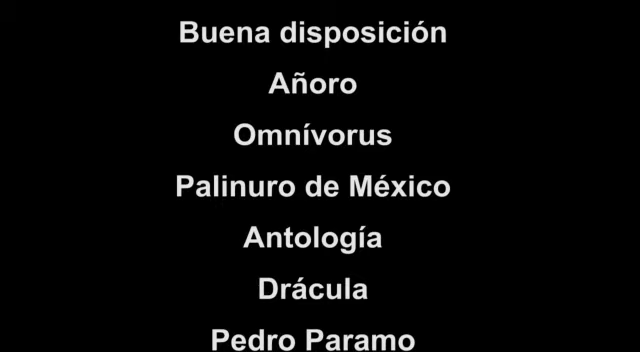 Buena disposición
Añoro
Omnívorus
Palinuro de México
Antología
Drácula
Pedro Paramo